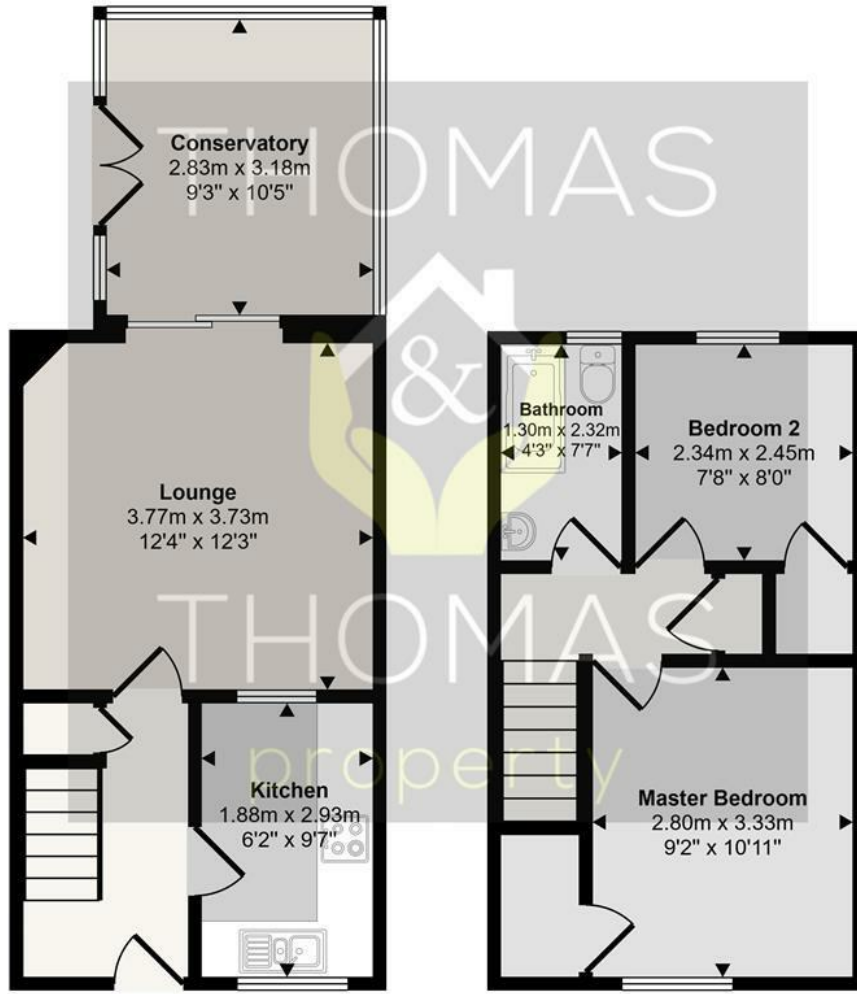 Conservatory
2.83m x 3.18m
9'3" x 10'5"
THOMAS
&
Lounge
3.77m x 3.73m
12'4" x 12'3"
Bathroom
1.30m x 2.32m
4'3" x 7'7"
Bedroom 2
2.34m x 2.45m
7'8" x 8'0"
THOMAS
property
Kitchen
1.88m x 2.93m
6'2" x 9'7"
Master Bedroom
2.80m x 3.33m
9'2" x 10'11"